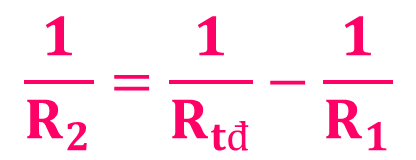 1/R₂ = 1/R_tđ − 1/R₁